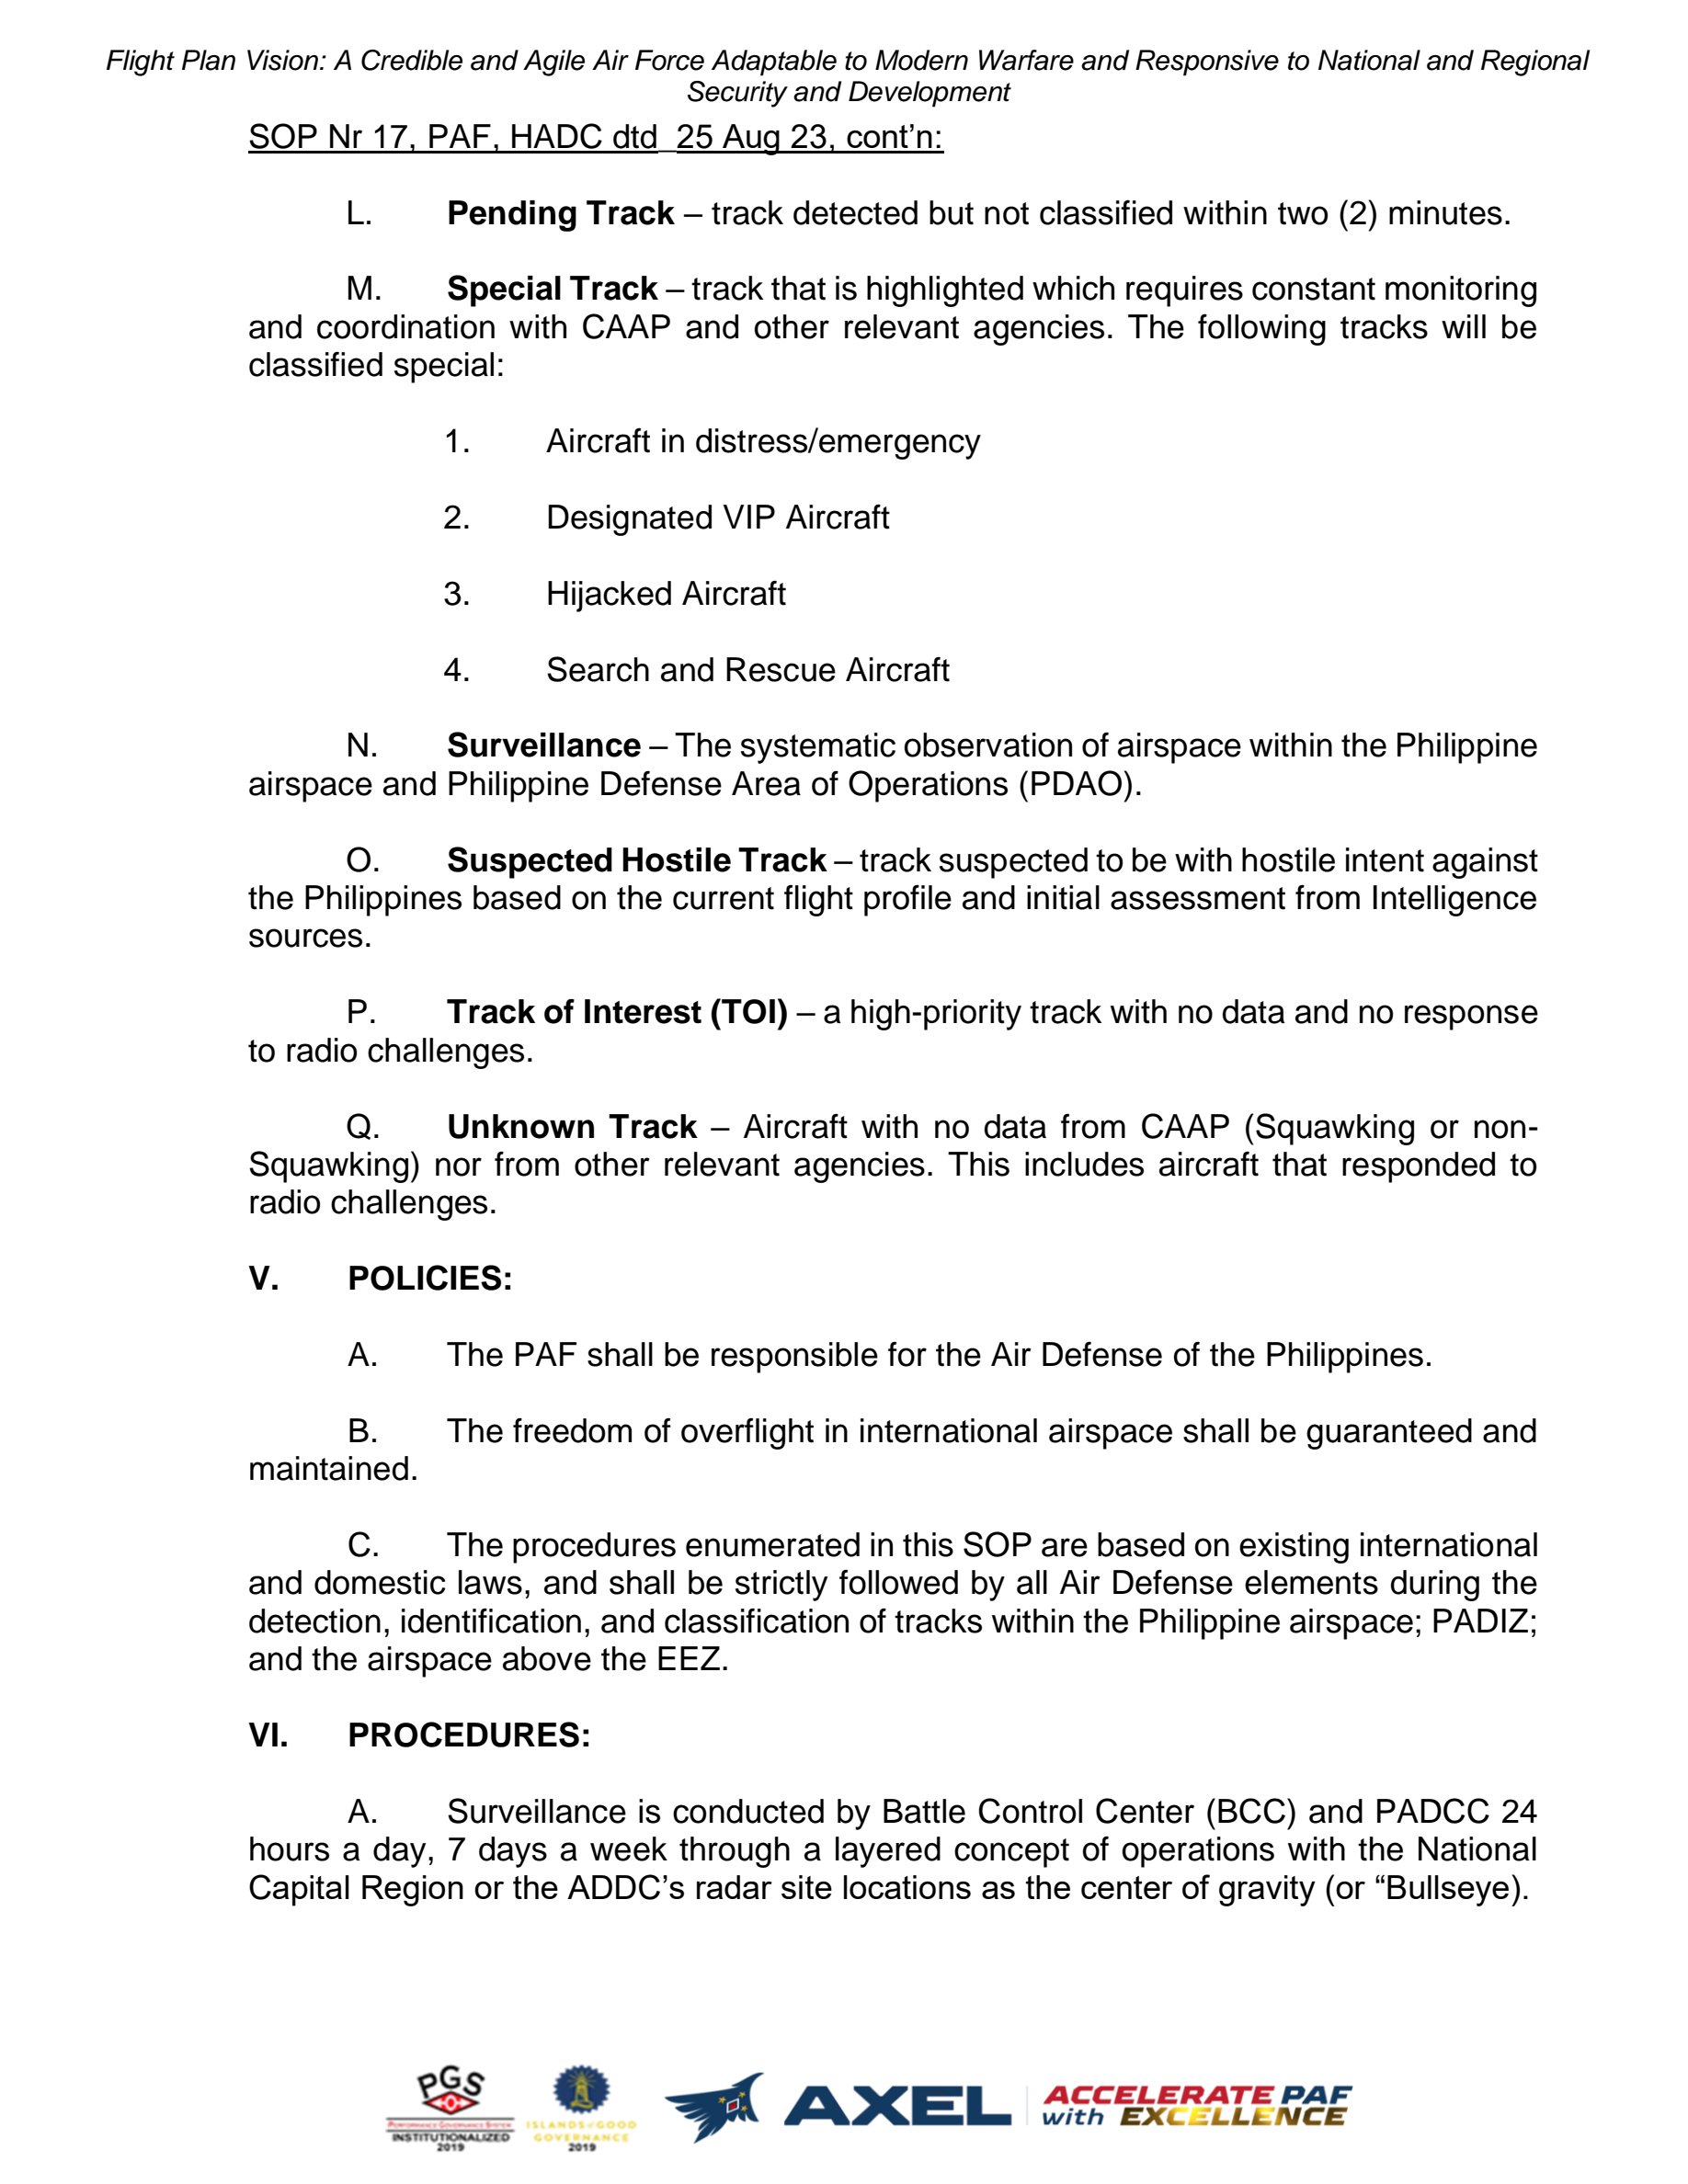 Flight Plan Vision: A Credible and Agile Air Force Adaptable to Modern Warfare and Responsive to National and Regional
Security and Development
SOP Nr 17, PAF, HADC dtd_25 Aug 23, cont’n:
L. Pending Track – track detected but not classified within two (2) minutes.
M. Special Track – track that is highlighted which requires constant monitoring
and coordination with CAAP and other relevant agencies. The following tracks will be
classified special:
1. Aircraft in distress/emergency
2. Designated VIP Aircraft
3. Hijacked Aircraft
4. Search and Rescue Aircraft
N. Surveillance – The systematic observation of airspace within the Philippine
airspace and Philippine Defense Area of Operations (PDAO).
O. Suspected Hostile Track – track suspected to be with hostile intent against
the Philippines based on the current flight profile and initial assessment from Intelligence
sources.
P. Track of Interest (TOI) – a high-priority track with no data and no response
to radio challenges.
Q. Unknown Track – Aircraft with no data from CAAP (Squawking or non-
Squawking) nor from other relevant agencies. This includes aircraft that responded to
radio challenges.
V. POLICIES:
A. The PAF shall be responsible for the Air Defense of the Philippines.
B. The freedom of overflight in international airspace shall be guaranteed and
maintained.
C. The procedures enumerated in this SOP are based on existing international
and domestic laws, and shall be strictly followed by all Air Defense elements during the
detection, identification, and classification of tracks within the Philippine airspace; PADIZ;
and the airspace above the EEZ.
VI. PROCEDURES:
A. Surveillance is conducted by Battle Control Center (BCC) and PADCC 24
hours a day, 7 days a week through a layered concept of operations with the National
Capital Region or the ADDC’s radar site locations as the center of gravity (or “Bullseye).
PGS
PERFORMANCE GOVERNANCE SYSTEM
INSTITUTIONALIZED
2019
ISLANDS of GOOD
GOVERNANCE
2019
AXEL
ACCELERATE PAF
with EXCELLENCE